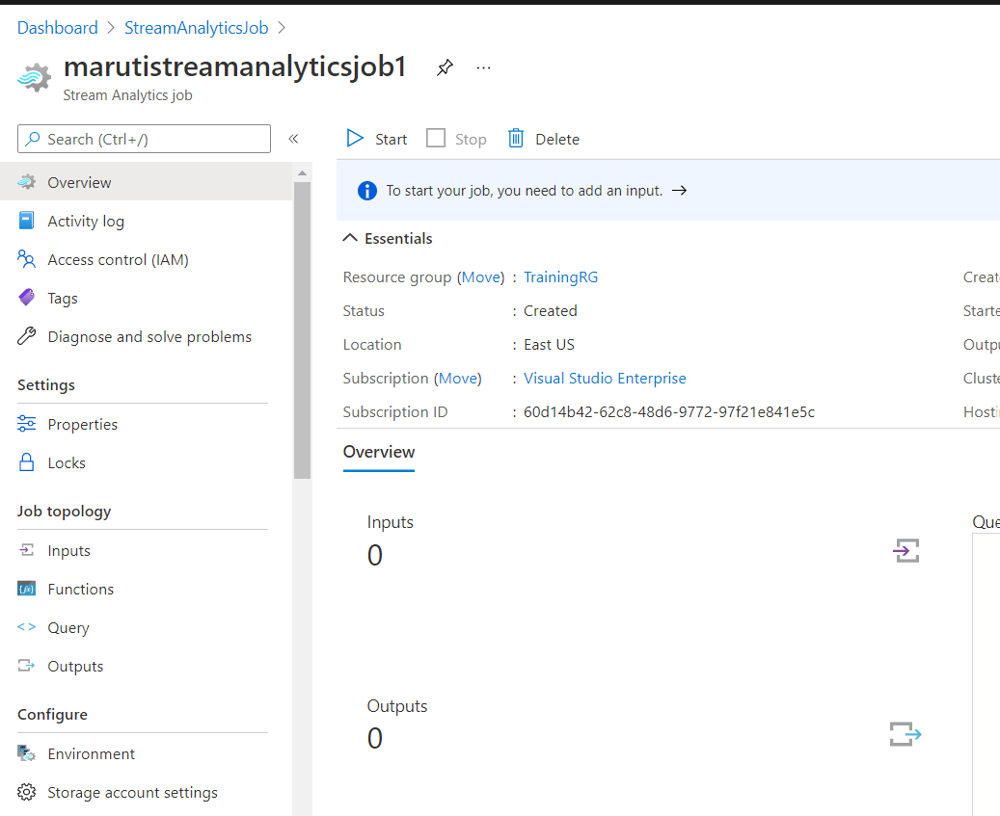 Dashboard > StreamAnalyticsJob >
marutistreamanalyticsjob1 ...
Stream Analytics job
Search (Ctrl+/) «
Overview
Activity log
Access control (IAM)
Tags
Diagnose and solve problems
Settings
Properties
Locks
Job topology
Inputs
Functions
Query
Outputs
Configure
Environment
Storage account settings
Start Stop Delete
To start your job, you need to add an input. →
Essentials
Resource group (Move) : TrainingRG
Status : Created
Location : East US
Subscription (Move) : Visual Studio Enterprise
Subscription ID : 60d14b42-62c8-48d6-9772-97f21e841e5c
Creat
Starte
Outpu
Cluste
Hosti
Overview
Inputs
0
Outputs
0
Que